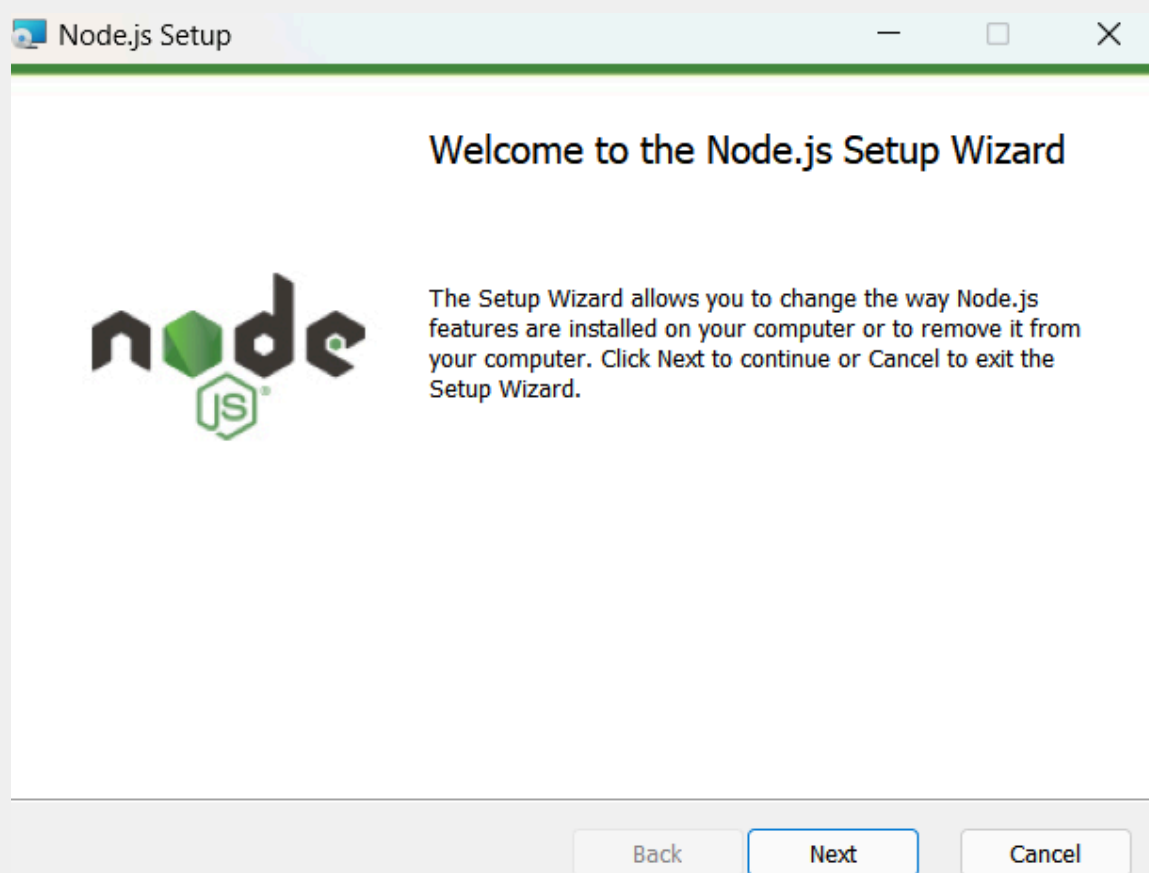 Node.js Setup
Welcome to the Node.js Setup Wizard
The Setup Wizard allows you to change the way Node.js
features are installed on your computer or to remove it from
your computer. Click Next to continue or Cancel to exit the
Setup Wizard.
node
JS®
Back Next Cancel